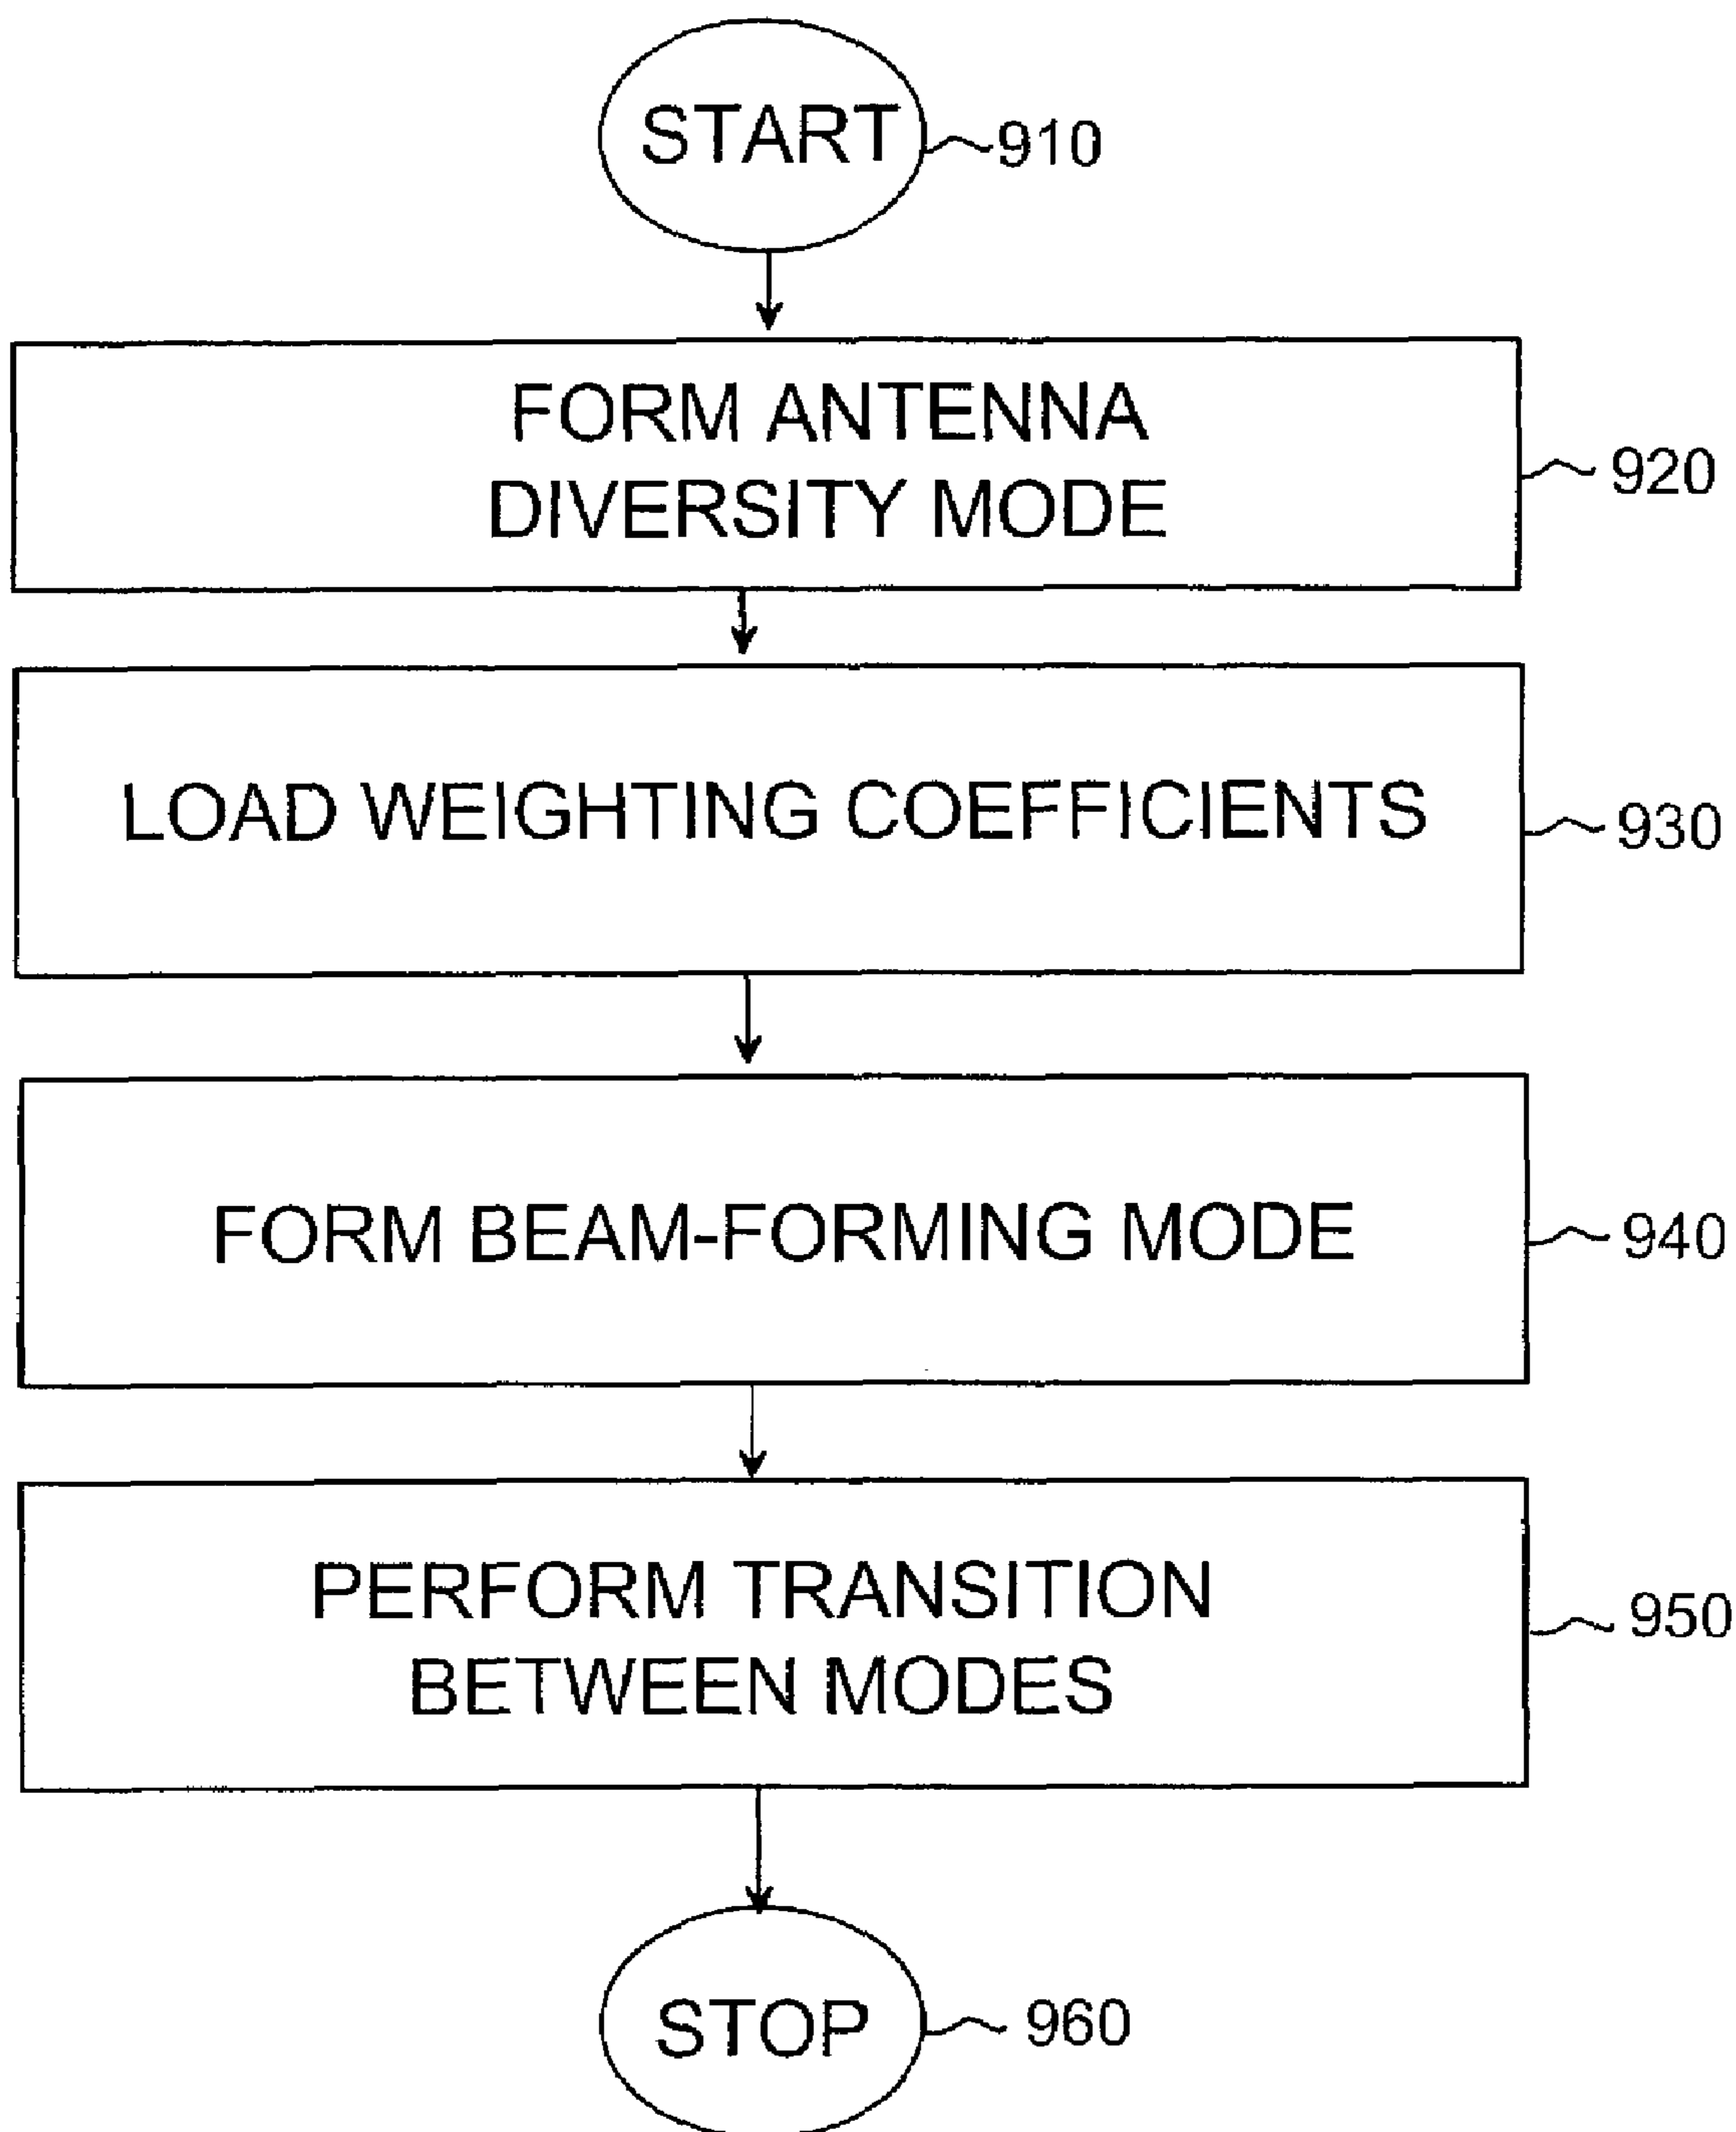 START
910
FORM ANTENNA
DIVERSITY MODE
920
LOAD WEIGHTING COEFFICIENTS
930
FORM BEAM-FORMING MODE
940
PERFORM TRANSITION
BETWEEN MODES
950
STOP
960